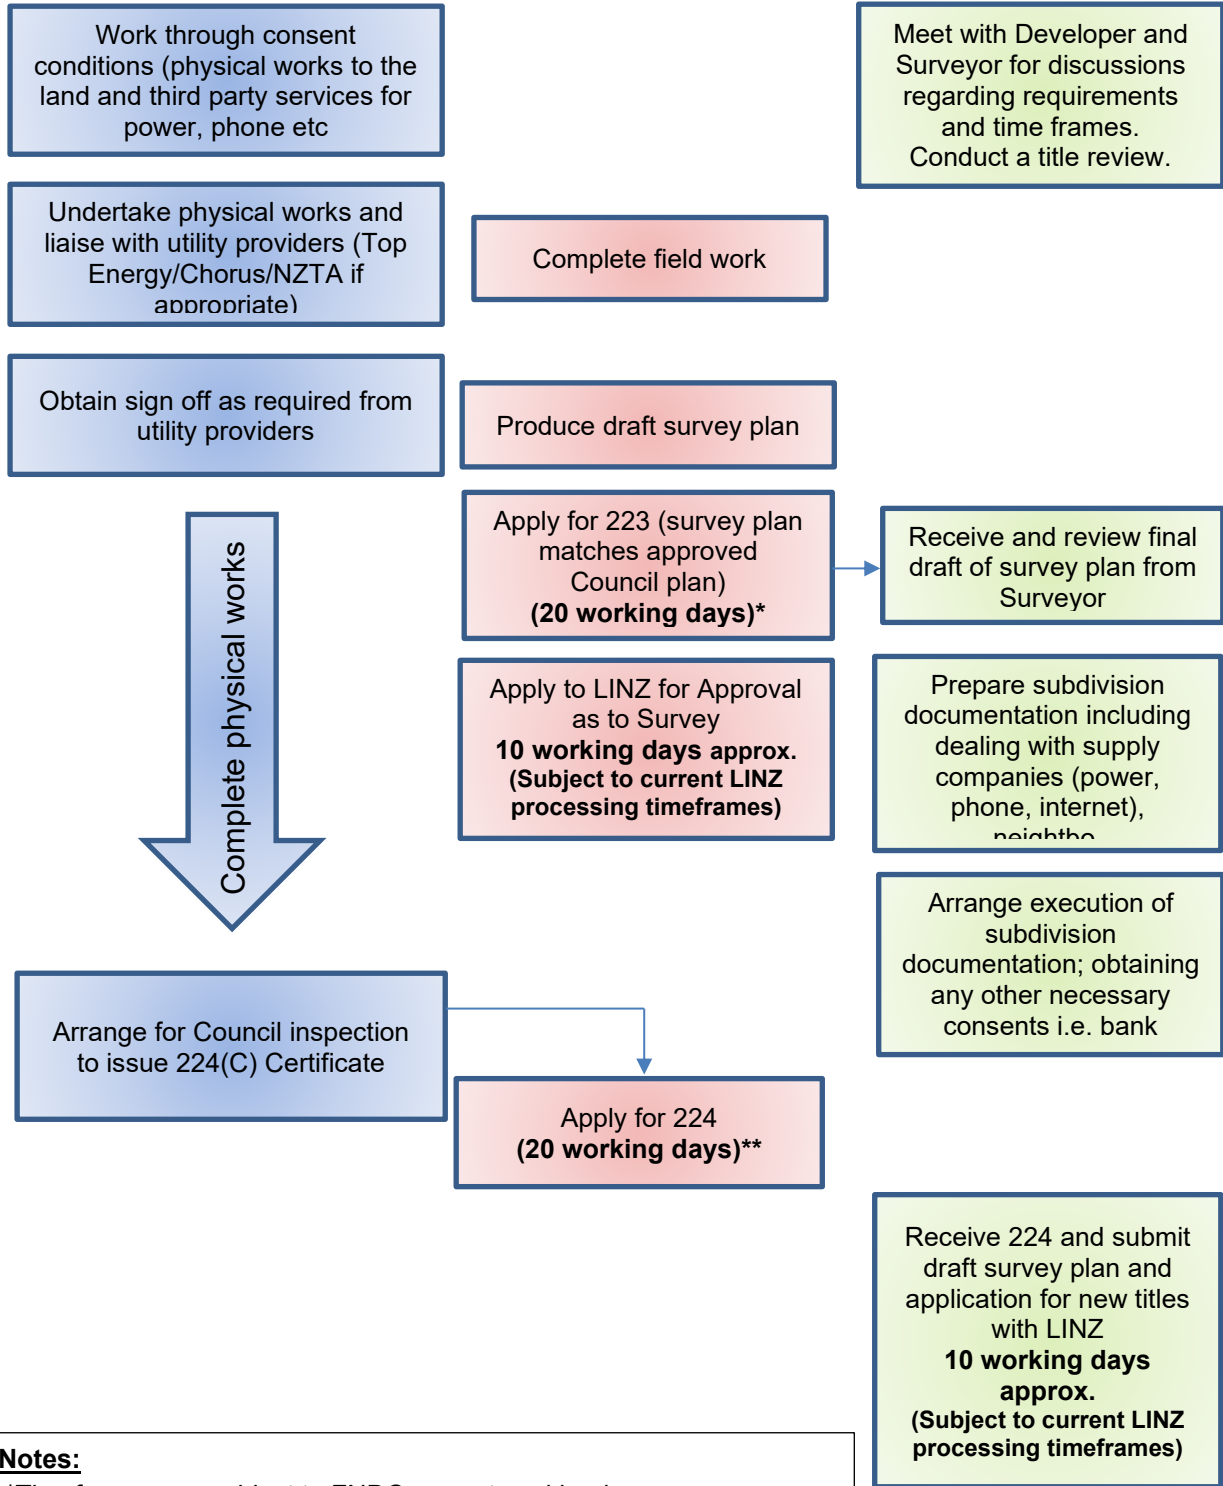 Work through consent
conditions (physical works to the
land and third party services for
power, phone etc
Meet with Developer and
Surveyor for discussions
regarding requirements
and time frames.
Conduct a title review.
Undertake physical works and
liaise with utility providers (Top
Energy/Chorus/NZTA if
appropriate)
Complete field work
Obtain sign off as required from
utility providers
Produce draft survey plan
Complete physical works
Apply for 223 (survey plan
matches approved
Council plan)
(20 working days)*
Receive and review final
draft of survey plan from
Surveyor
Apply to LINZ for Approval
as to Survey
10 working days approx.
(Subject to current LINZ
processing timeframes)
Prepare subdivision
documentation including
dealing with supply
companies (power,
phone, internet),
neightbo
Arrange execution of
subdivision
documentation; obtaining
any other necessary
consents i.e. bank
Arrange for Council inspection
to issue 224(C) Certificate
Apply for 224
(20 working days)**
Receive 224 and submit
draft survey plan and
application for new titles
with LINZ
10 working days
approx.
(Subject to current LINZ
processing timeframes)
Notes: